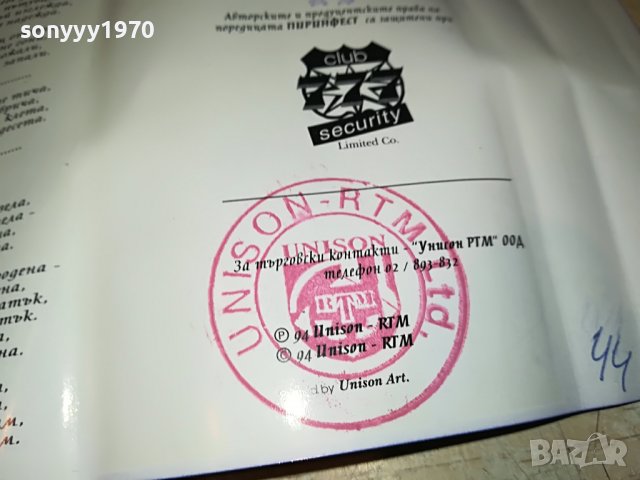 sonyyy1970
Авторските и продуцентските права на
поредицата ПИРИНФЕСТ са защитени при
club
777
security
Limited Co.
UNISON-RTM Ltd.
UNISON
RTM
За търговски контакти - "Унисон РТМ" ООД
телефон 02 / 893-832
℗ 94 Unison - RTM
© 94 Unison - RTM
by Unison Art.
44
BAZAR
bg